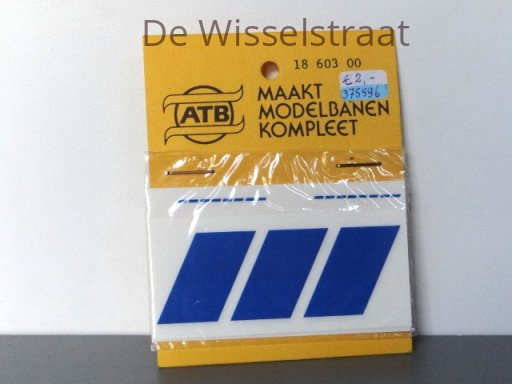 De Wisselstraat
18 603 00
€ 2,-
375596
ATB
MAAKT
MODELBANEN
KOMPLEET